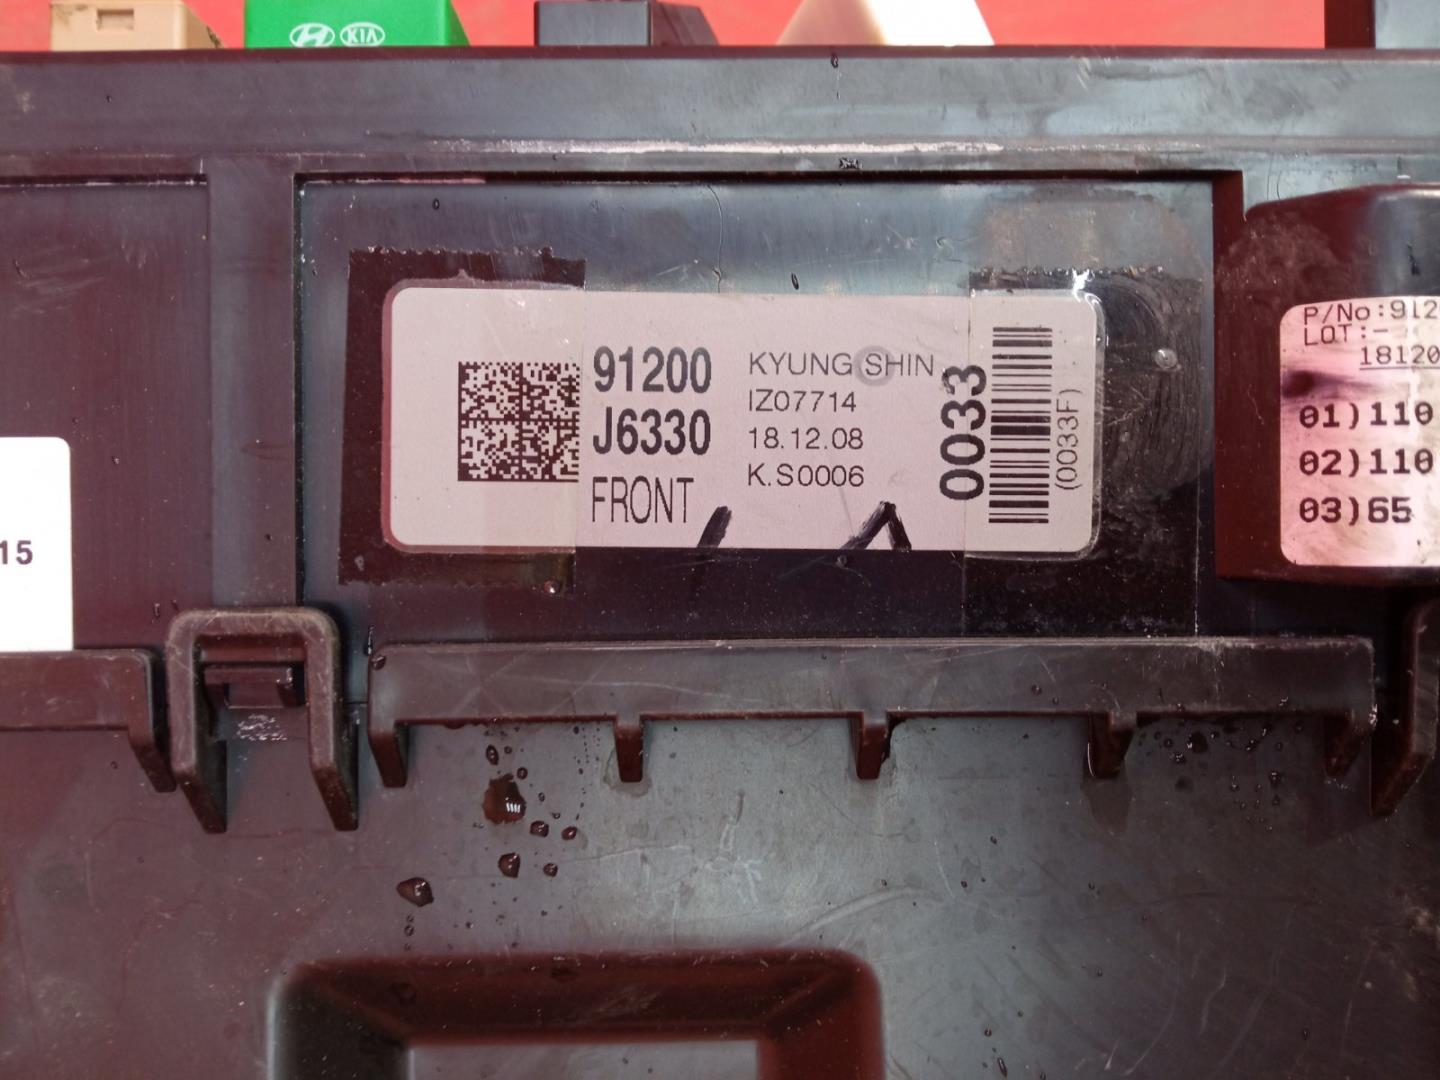 KIA
91200
J6330
FRONT
KYUNG SHIN
IZ07714
18.12.08
K.S0006
0033
(0033F)
P/No:912
LOT:-
18120
01)110
02)110
03)65
15